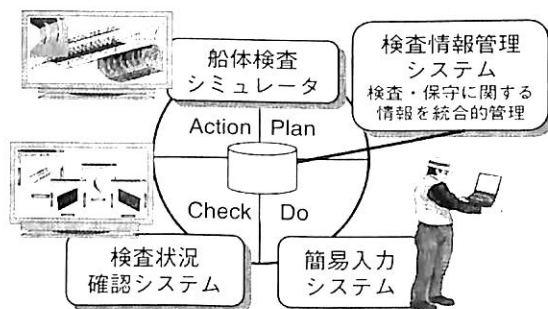 船体検査
シミュレータ
検査情報管理
システム
検査・保守に関する
情報を統合的管理
Action
Plan
Check
Do
検査状況
確認システム
簡易入力
システム